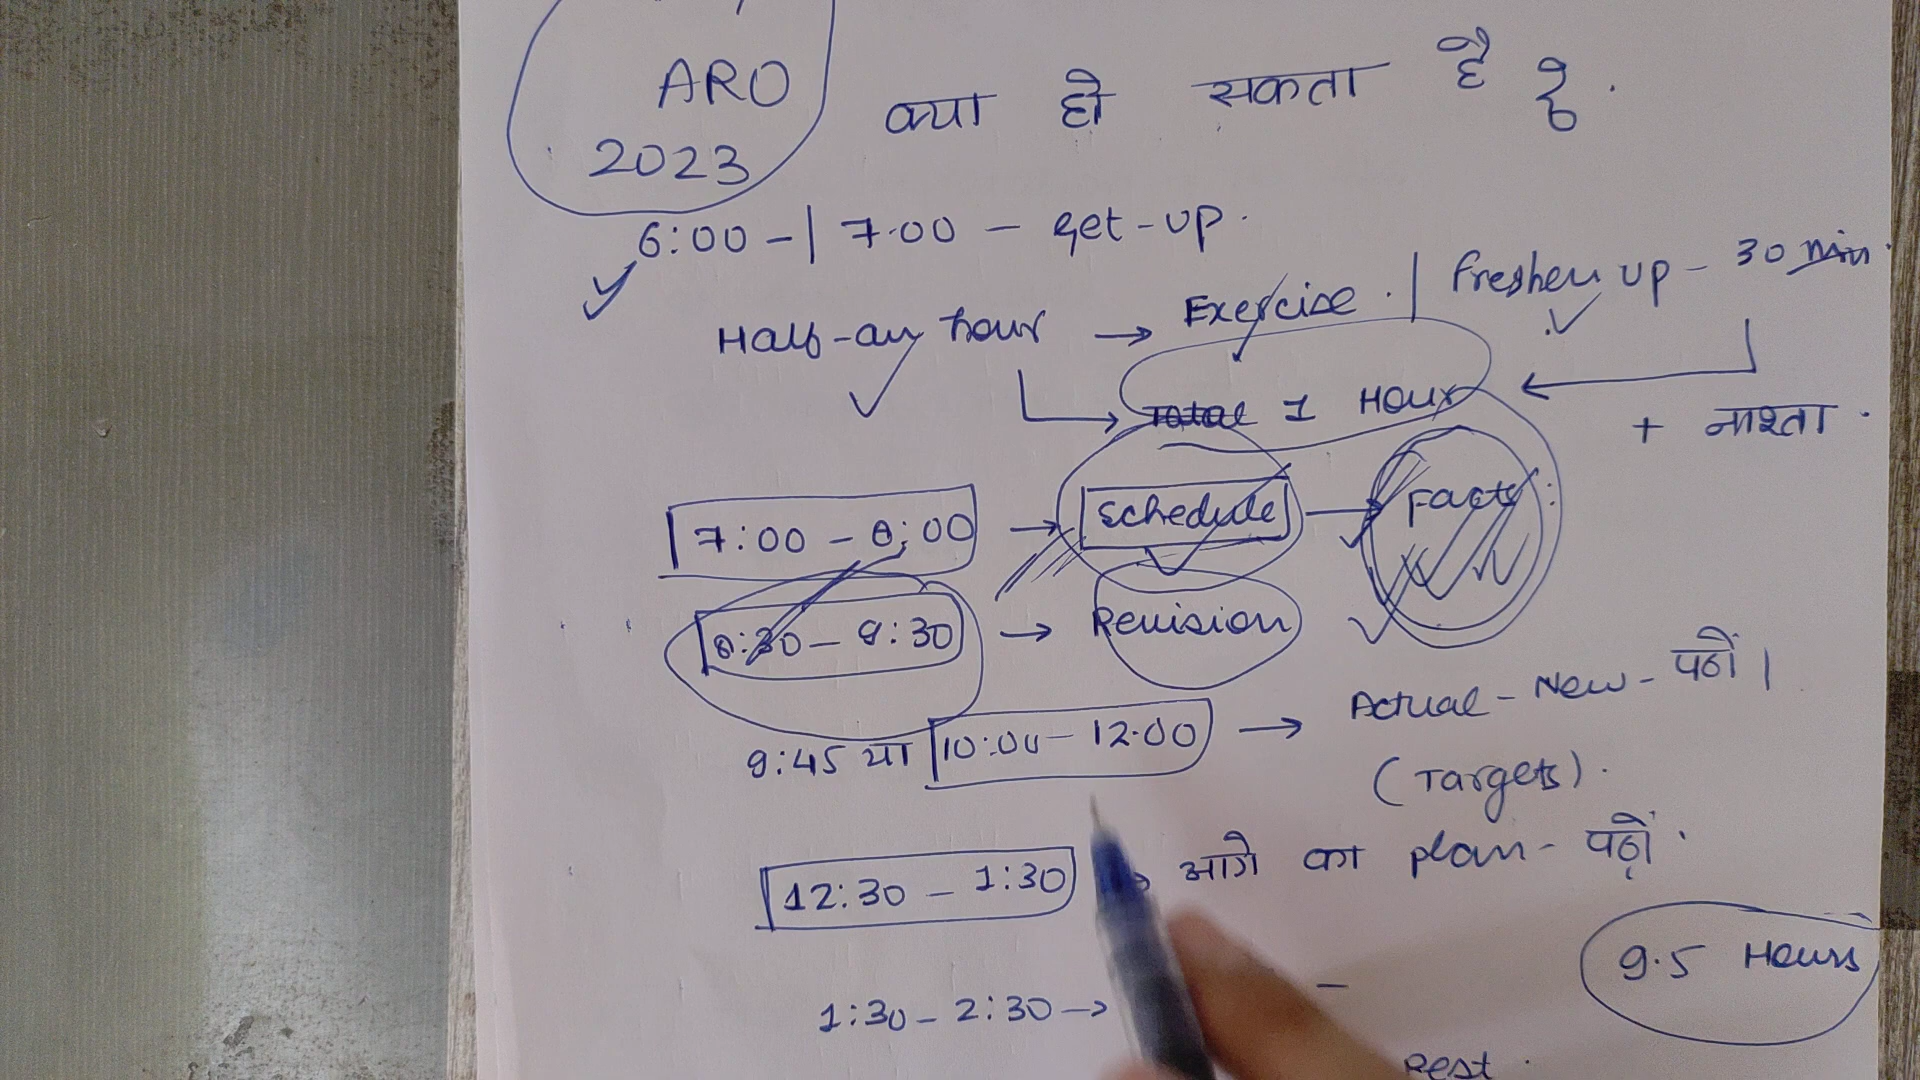 ARO
2023
क्या हो सकता है ?
6:00 -| 7.00 - get-up.
Half-an hour → Exercise . | Freshen up - 30 min.
Total 1 Hour
+ नाश्ता .
7:00 - 8:00 → Schedule → Facts :
8:30 - 9:30 → Revision
9:45 या 10:00 - 12.00 → Actual - New - पढ़ें |
(Targets) .
12:30 - 1:30 आगे का plan - पढ़ें .
9.5 Hours
1:30 - 2:30 →
Rest .